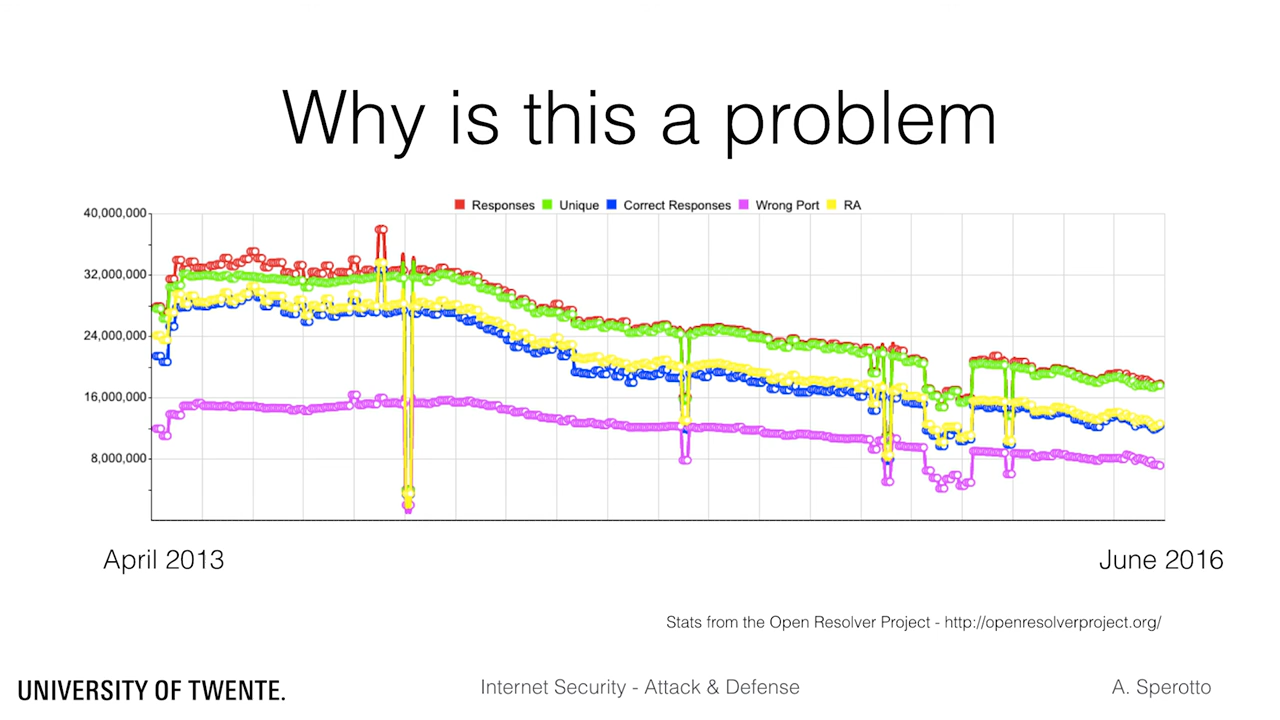 Why is this a problem
Responses Unique Correct Responses Wrong Port RA
40,000,000
32,000,000
24,000,000
16,000,000
8,000,000
April 2013 June 2016
Stats from the Open Resolver Project - http://openresolverproject.org/
UNIVERSITY OF TWENTE. Internet Security - Attack & Defense A. Sperotto